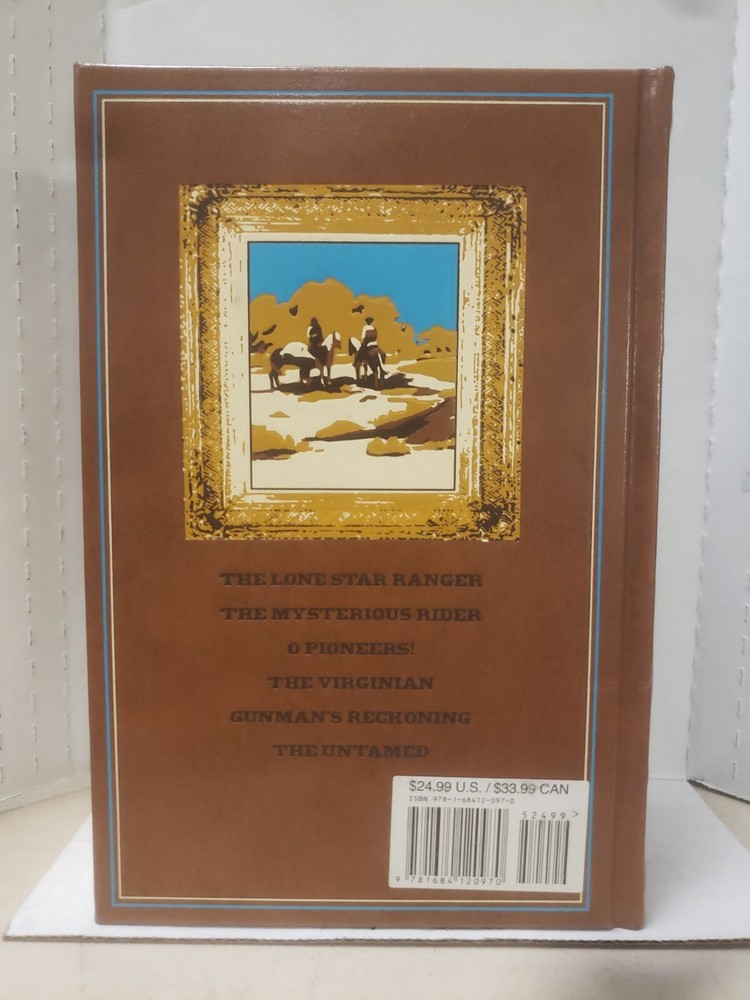 THE LONE STAR RANGER
THE MYSTERIOUS RIDER
O PIONEERS!
THE VIRGINIAN
GUNMAN'S RECKONING
THE UNTAMED
$24.99 U.S. / $33.99 CAN
ISBN 978-1-68412-097-0
52499>
9 781684 120970